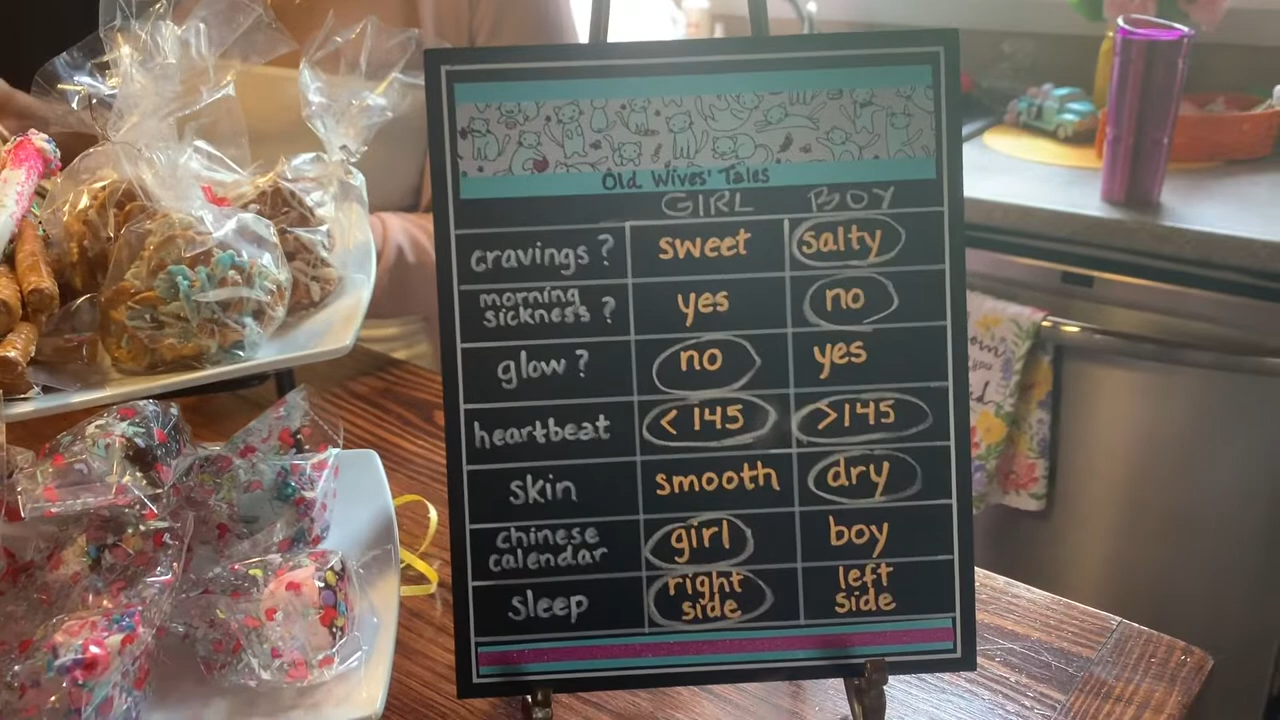 Old Wives' Tales
GIRL BOY
cravings? sweet salty
morning
sickness? yes no
glow? no yes
heartbeat < 145 >145
skin smooth dry
chinese
calendar girl boy
sleep right
side left
side